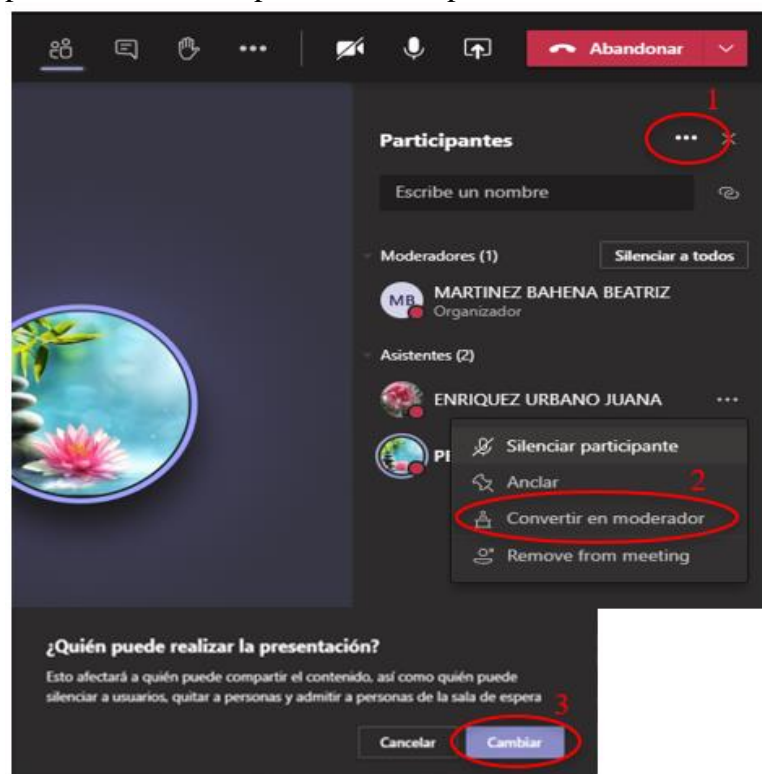 Abandonar
1
Participantes
Escribe un nombre
Moderadores (1)
Silenciar a todos
MB
MARTINEZ BAHENA BEATRIZ
Organizador
Asistentes (2)
ENRIQUEZ URBANO JUANA
Silenciar participante
Anclar
2
Convertir en moderador
Remove from meeting
¿Quién puede realizar la presentación?
Esto afectará a quién puede compartir el contenido, así como quién puede
silenciar a usuarios, quitar a personas y admitir a personas de la sala de espera
3
Cancelar
Cambiar